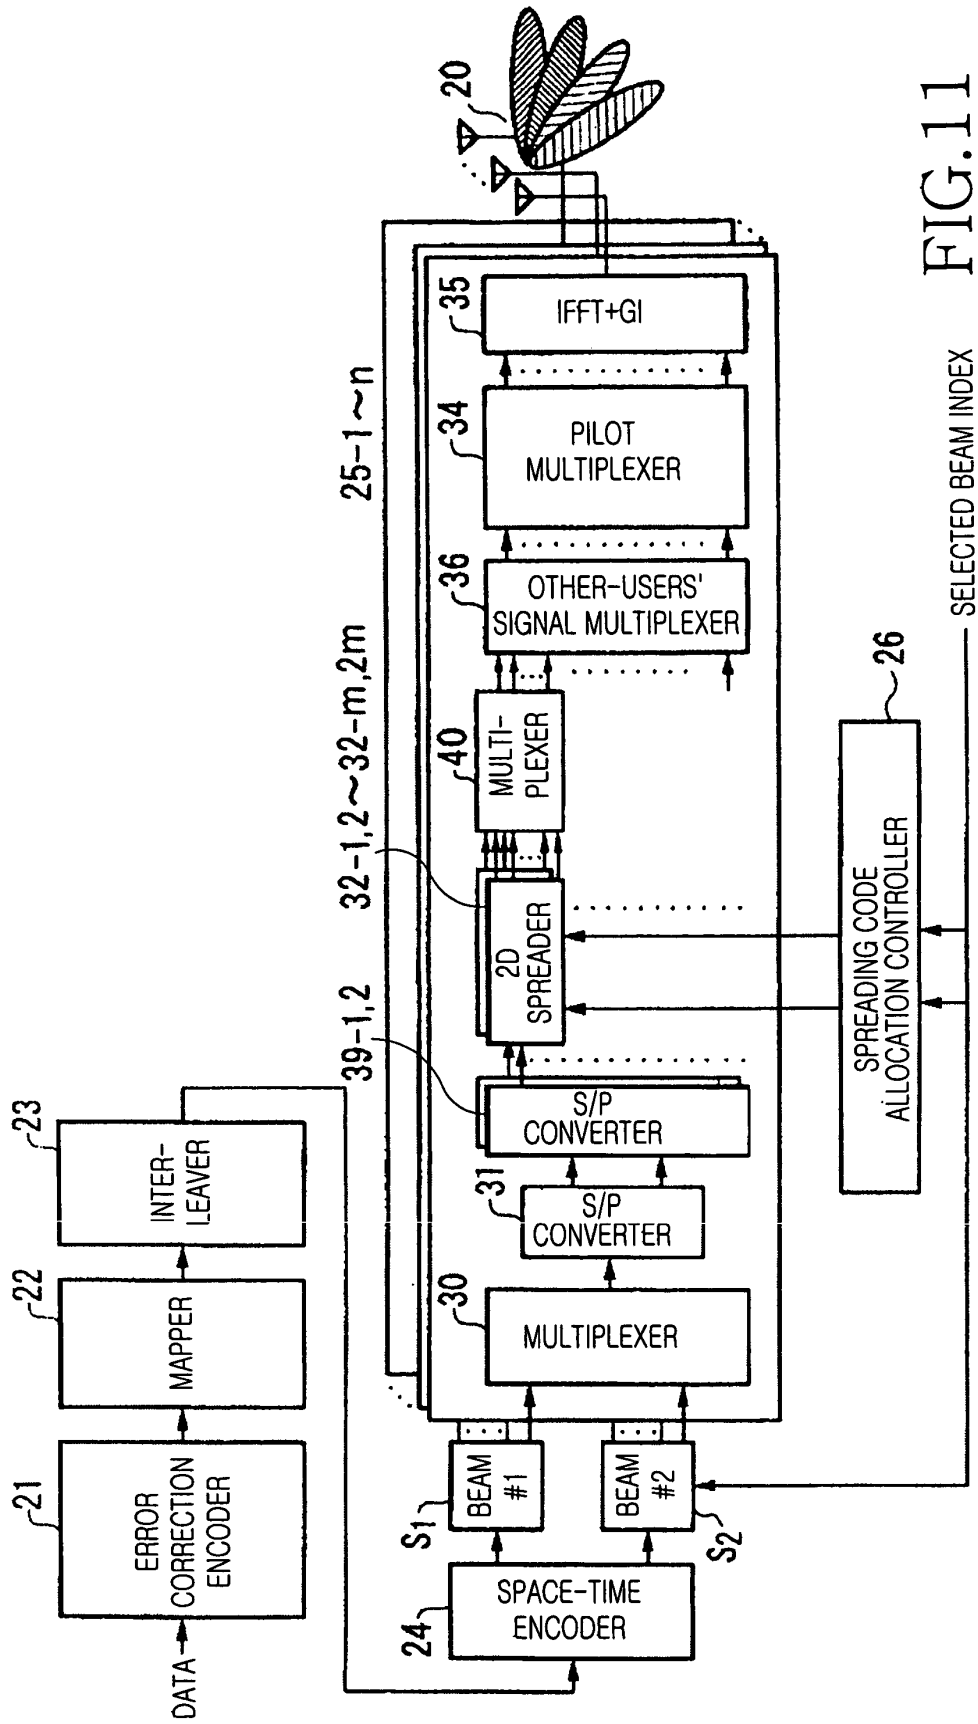 DATA
21
ERROR
CORRECTION
ENCODER
22
MAPPER
23
INTER-
LEAVER
24
SPACE-TIME
ENCODER
S1
BEAM
#1
BEAM
#2
S2
25-1~n
30
MULTIPLEXER
31
S/P
CONVERTER
39-1,2
S/P
CONVERTER
32-1,2~32-m,2m
2D
SPREADER
40
MULTI-
PLEXER
36
OTHER-USERS'
SIGNAL MULTIPLEXER
34
PILOT
MULTIPLEXER
35
IFFT+GI
20
26
SPREADING CODE
ALLOCATION CONTROLLER
SELECTED BEAM INDEX
FIG.11